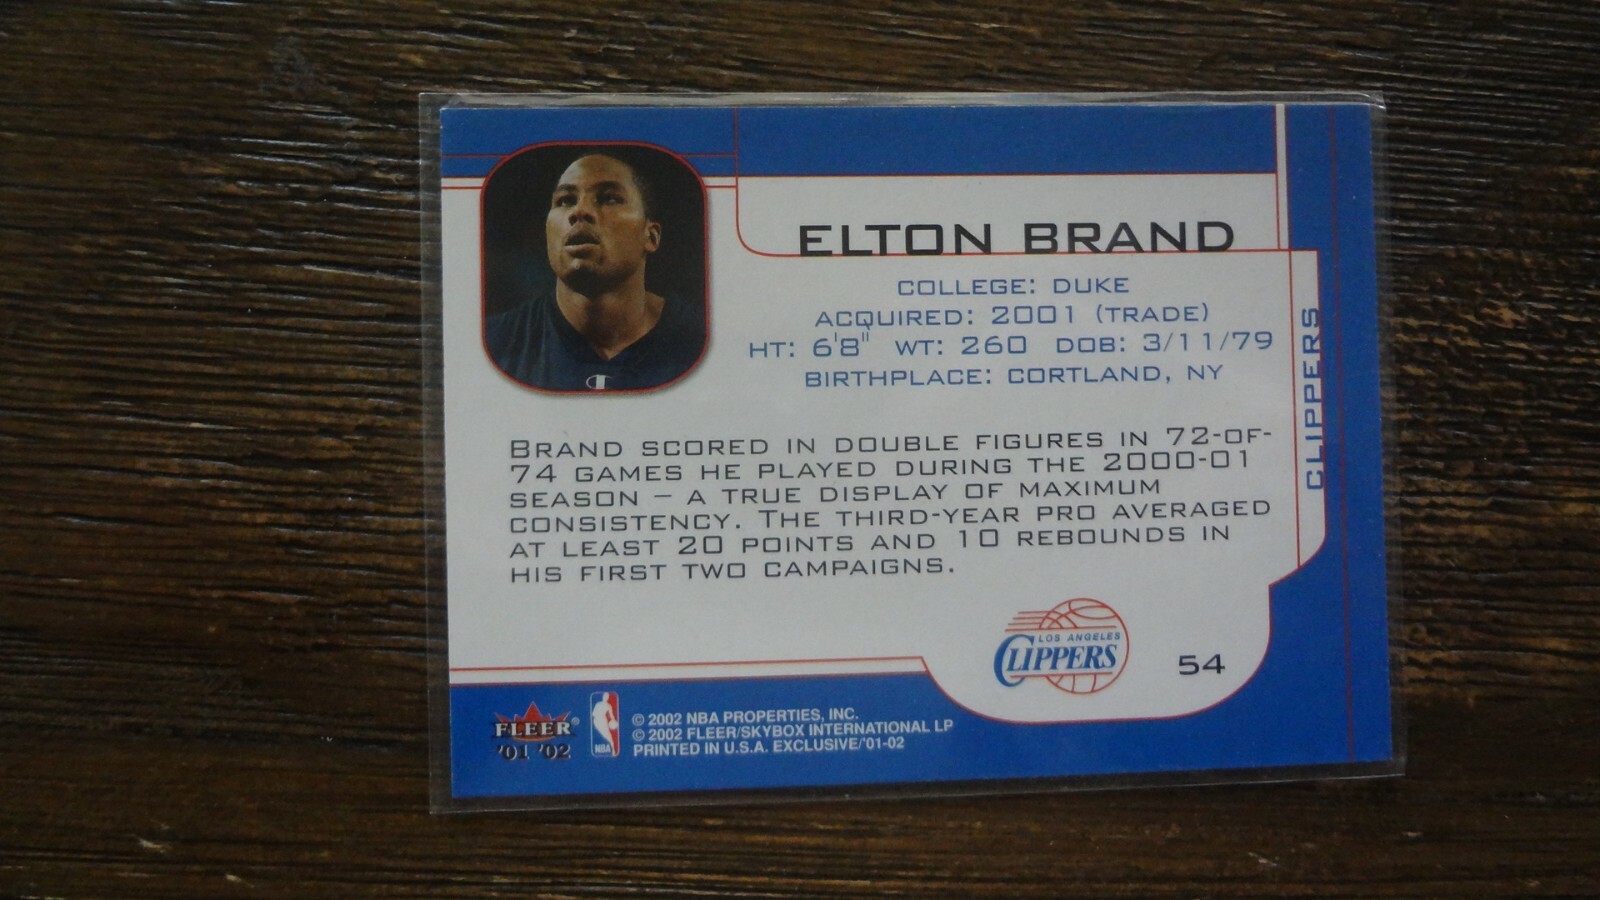 ELTON BRAND
COLLEGE: DUKE
ACQUIRED: 2001 (TRADE)
HT: 6'8" WT: 260 DOB: 3/11/79
BIRTHPLACE: CORTLAND, NY
CLIPPERS
BRAND SCORED IN DOUBLE FIGURES IN 72-OF-
74 GAMES HE PLAYED DURING THE 2000-01
SEASON – A TRUE DISPLAY OF MAXIMUM
CONSISTENCY. THE THIRD-YEAR PRO AVERAGED
AT LEAST 20 POINTS AND 10 REBOUNDS IN
HIS FIRST TWO CAMPAIGNS.
LOS ANGELES
CLIPPERS
54
FLEER®
'01 '02
NBA
© 2002 NBA PROPERTIES, INC.
© 2002 FLEER/SKYBOX INTERNATIONAL LP
PRINTED IN U.S.A. EXCLUSIVE/'01-02